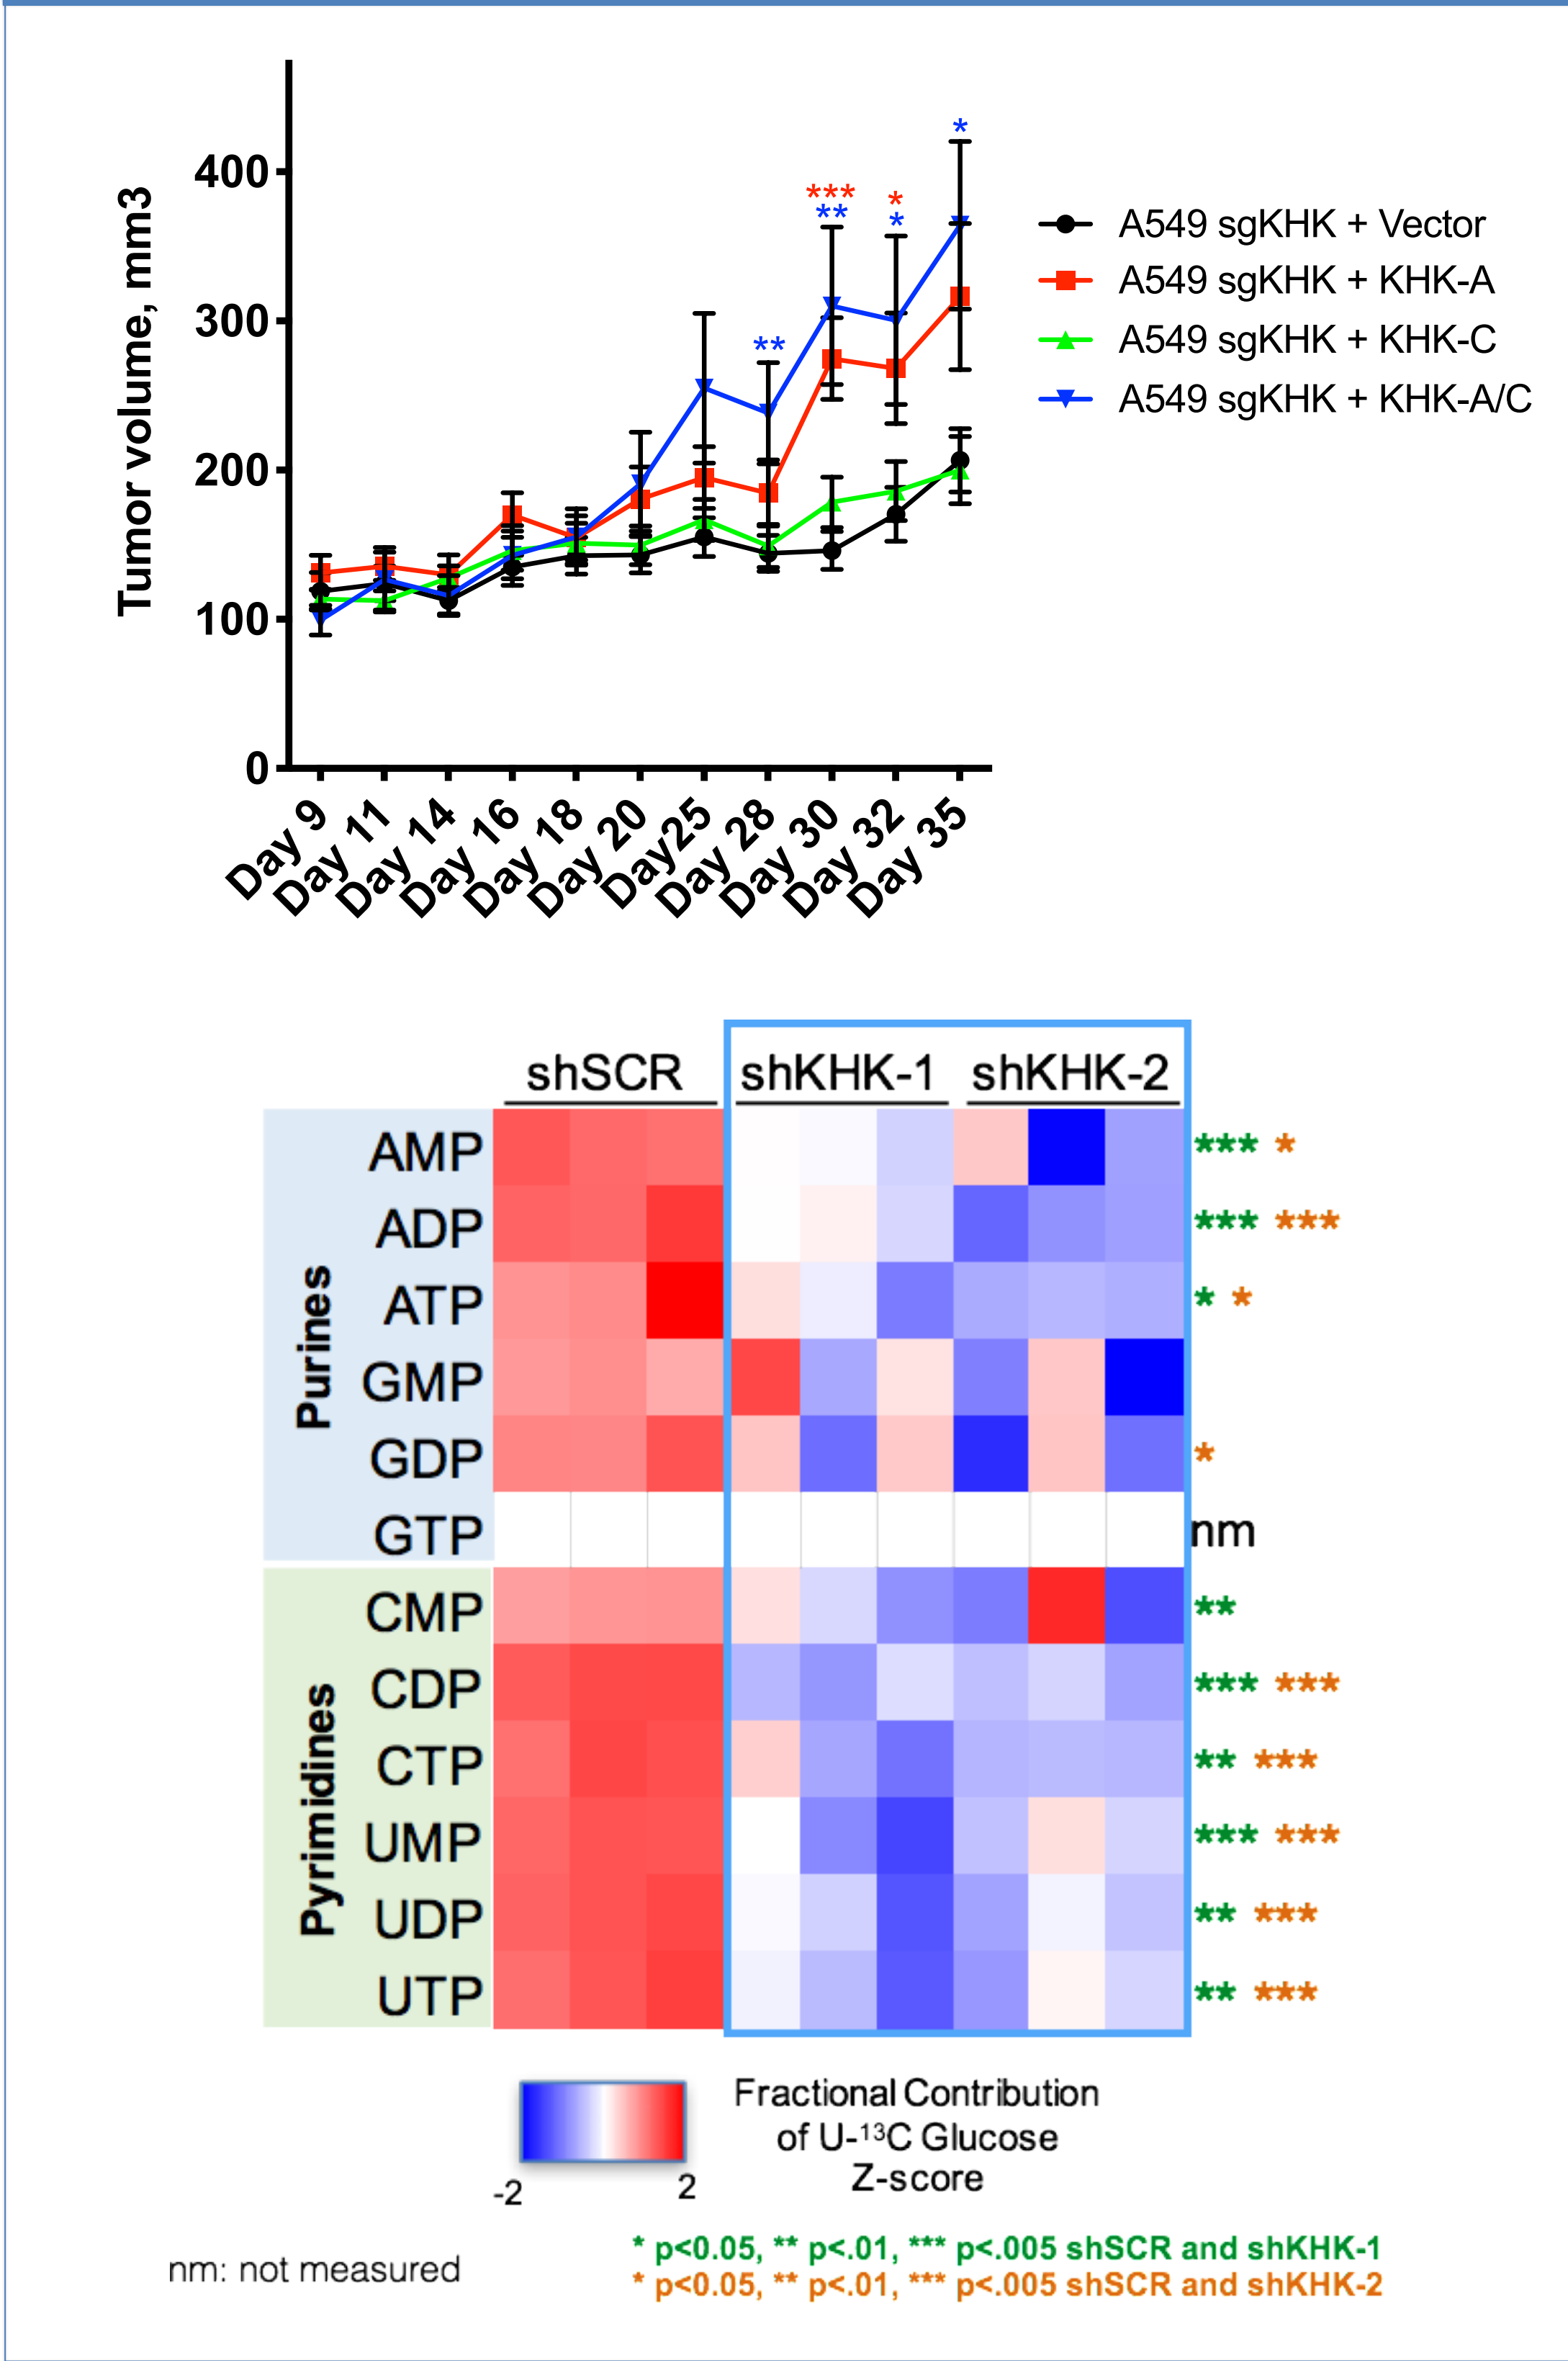 Tumor volume, mm3
400
300
200
100
0
***
**
**
*
*
*
Day 9
Day 11
Day 14
Day 16
Day 18
Day 20
Day25
Day 28
Day 30
Day 32
Day 35
A549 sgKHK + Vector
A549 sgKHK + KHK-A
A549 sgKHK + KHK-C
A549 sgKHK + KHK-A/C
shSCR shKHK-1 shKHK-2
Purines
AMP *** *
ADP *** ***
ATP * *
GMP
GDP *
GTP nm
Pyrimidines
CMP **
CDP *** ***
CTP ** ***
UMP *** ***
UDP ** ***
UTP ** ***
-2 2
Fractional Contribution
of U-¹³C Glucose
Z-score
nm: not measured
* p<0.05, ** p<.01, *** p<.005 shSCR and shKHK-1
* p<0.05, ** p<.01, *** p<.005 shSCR and shKHK-2